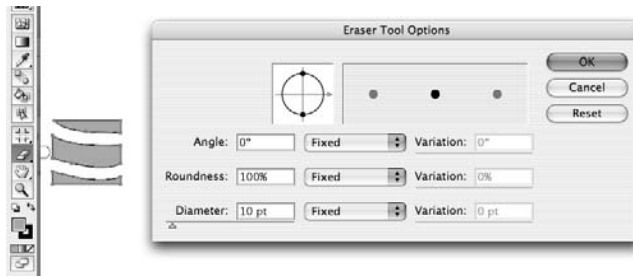 Eraser Tool Options
OK
Cancel
Reset
Angle: 0° Fixed Variation: 0°
Roundness: 100% Fixed Variation: 0%
Diameter: 10 pt Fixed Variation: 0 pt